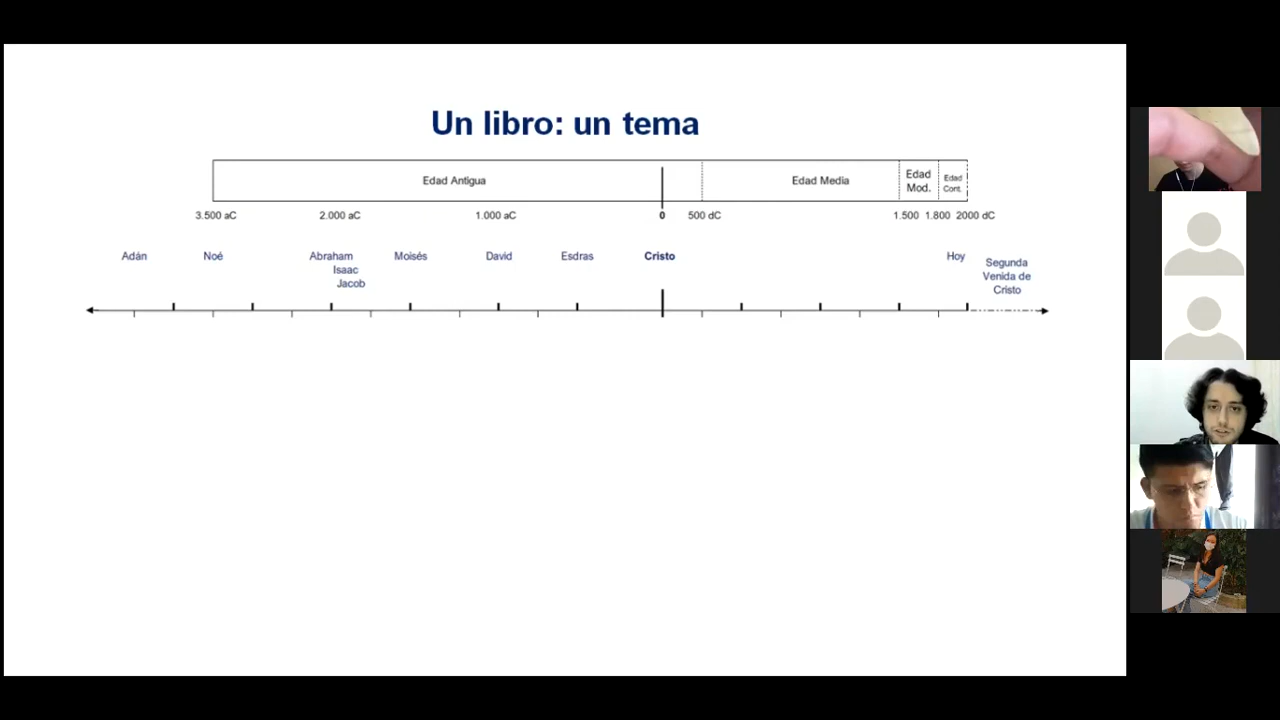 Un libro: un tema
Edad Antigua
Edad Media
Edad
Mod.
Edad
Cont.
3.500 aC
2.000 aC
1.000 aC
0
500 dC
1.500
1.800
2000 dC
Adán
Noé
Abraham
Isaac
Jacob
Moisés
David
Esdras
Cristo
Hoy
Segunda
Venida de
Cristo